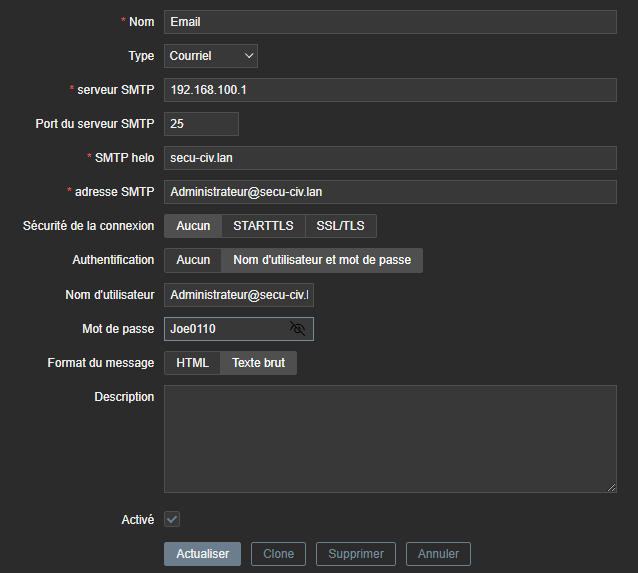 * Nom Email
Type Courriel
* serveur SMTP 192.168.100.1
Port du serveur SMTP 25
* SMTP helo secu-civ.lan
* adresse SMTP Administrateur@secu-civ.lan
Sécurité de la connexion Aucun STARTTLS SSL/TLS
Authentification Aucun Nom d'utilisateur et mot de passe
Nom d'utilisateur Administrateur@secu-civ.l
Mot de passe Joe0110
Format du message HTML Texte brut
Description
Activé
Actualiser Clone Supprimer Annuler